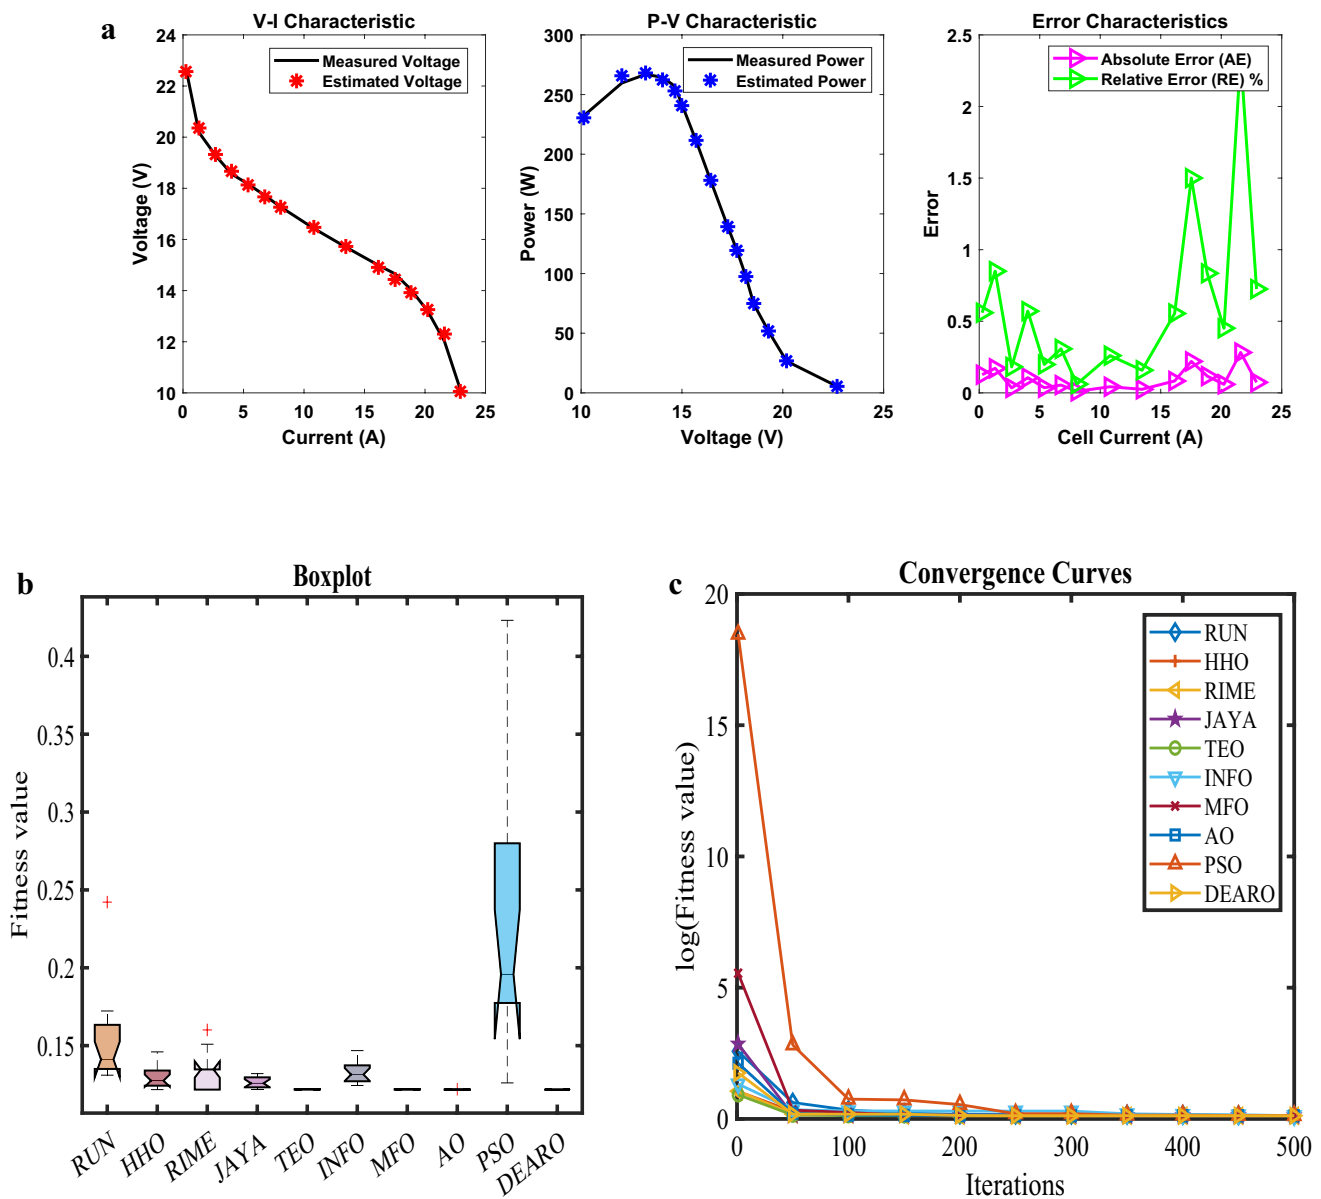 a
V-I Characteristic
24
22
20
18
16
14
12
10
0
5
10
15
20
25
Voltage (V)
Current (A)
Measured Voltage
Estimated Voltage
P-V Characteristic
300
250
200
150
100
50
0
10
15
20
25
Power (W)
Voltage (V)
Measured Power
Estimated Power
Error Characteristics
2.5
2
1.5
1
0.5
0
0
5
10
15
20
25
Error
Cell Current (A)
Absolute Error (AE)
Relative Error (RE) %
b
Boxplot
0.4
0.35
0.3
0.25
0.2
0.15
Fitness value
RUN
HHO
RIME
JAYA
TEO
INFO
MFO
AO
PSO
DEARO
c
Convergence Curves
20
15
10
5
0
0
100
200
300
400
500
log(Fitness value)
Iterations
RUN
HHO
RIME
JAYA
TEO
INFO
MFO
AO
PSO
DEARO